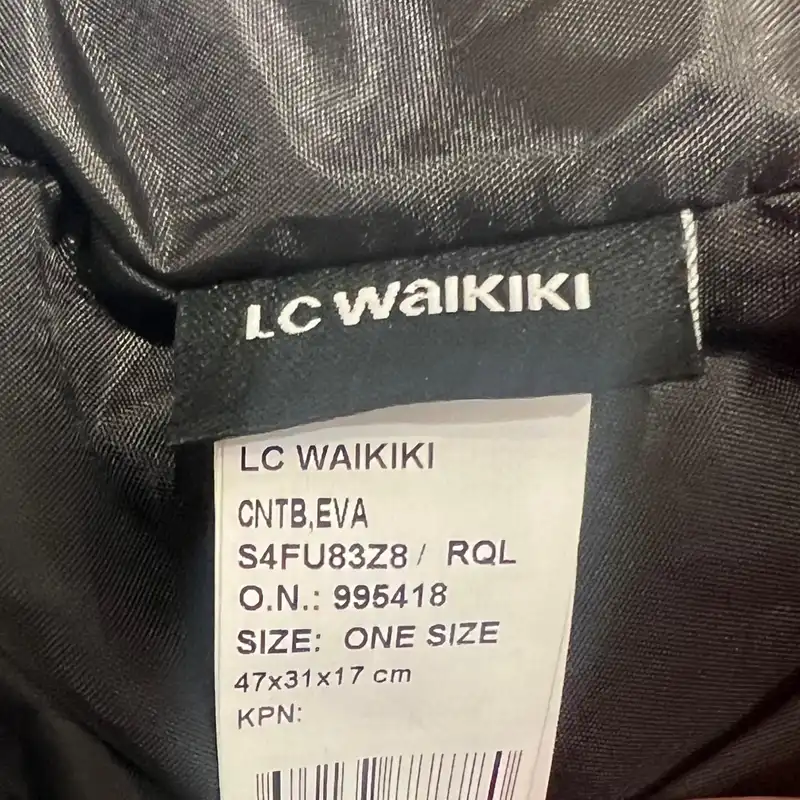 LC WAIKIKI
LC WAIKIKI
CNTB,EVA
S4FU83Z8 / RQL
O.N.: 995418
SIZE: ONE SIZE
47x31x17 cm
KPN: